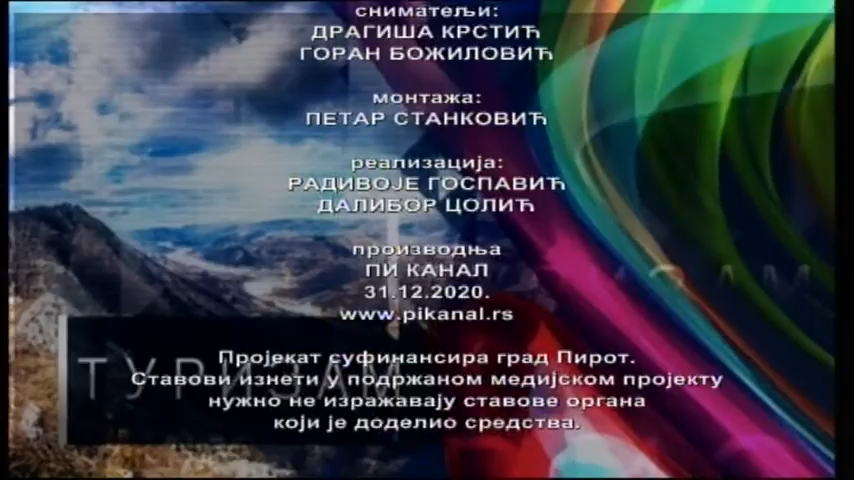 сниматељи:
ДРАГИША КРСТИЋ
ГОРАН БОЖИЛОВИЋ
монтажа:
ПЕТАР СТАНКОВИЋ
реализација:
РАДИВОЈЕ ГОСПАВИЋ
ДАЛИБОР ЦОЛИЋ
производња
ПИ КАНАЛ
31.12.2020.
www.pikanal.rs
Пројекат суфинансира град Пирот.
ТУРИЗАМ
Ставови изнети у подржаном медијском пројекту
нужно не изражавају ставове органа
који је доделио средства.